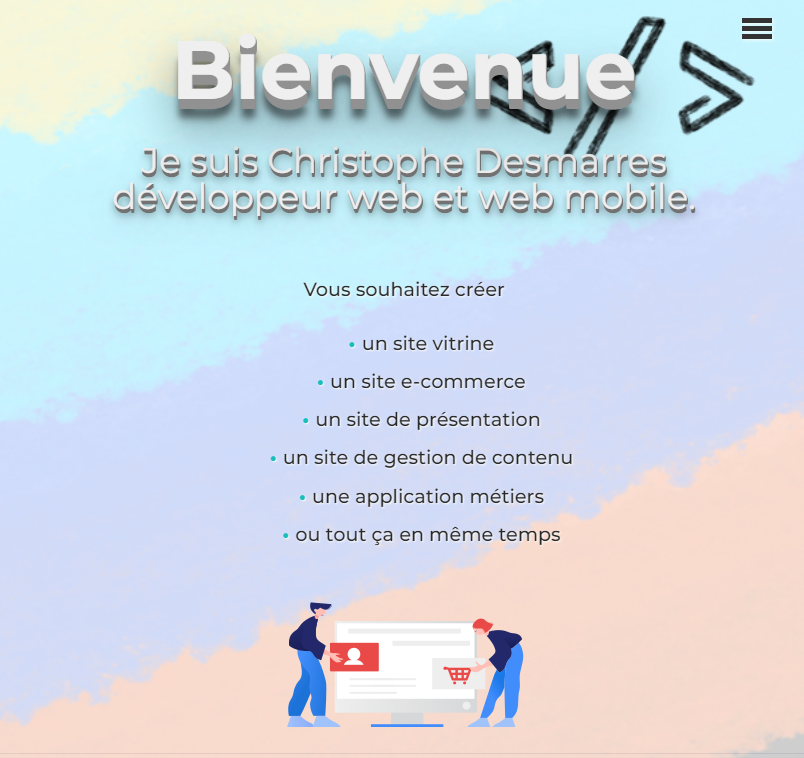 Bienvenue
</>
Je suis Christophe Desmarres
développeur web et web mobile.
Vous souhaitez créer
• un site vitrine
• un site e-commerce
• un site de présentation
• un site de gestion de contenu
• une application métiers
• ou tout ça en même temps